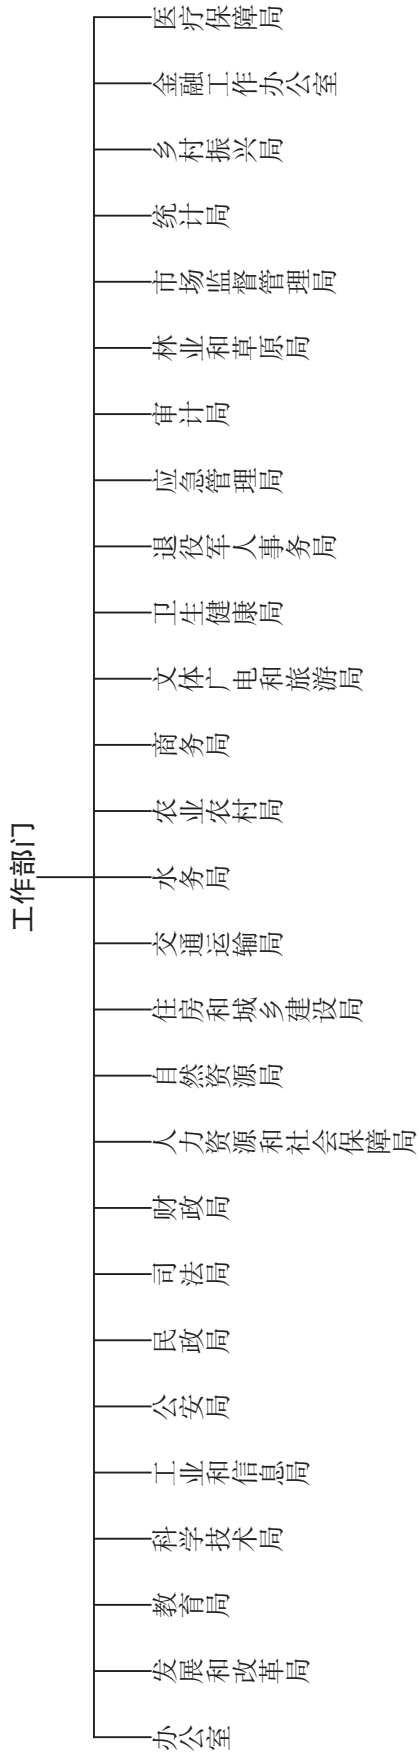 工作部门
办公室
发展和改革局
教育局
科学技术局
工业和信息局
公安局
民政局
司法局
财政局
人力资源和社会保障局
自然资源局
住房和城乡建设局
交通运输局
水务局
农业农村局
商务局
文体广电和旅游局
卫生健康局
退役军人事务局
应急管理局
审计局
林业和草原局
市场监督管理局
统计局
乡村振兴局
金融工作办公室
医疗保障局